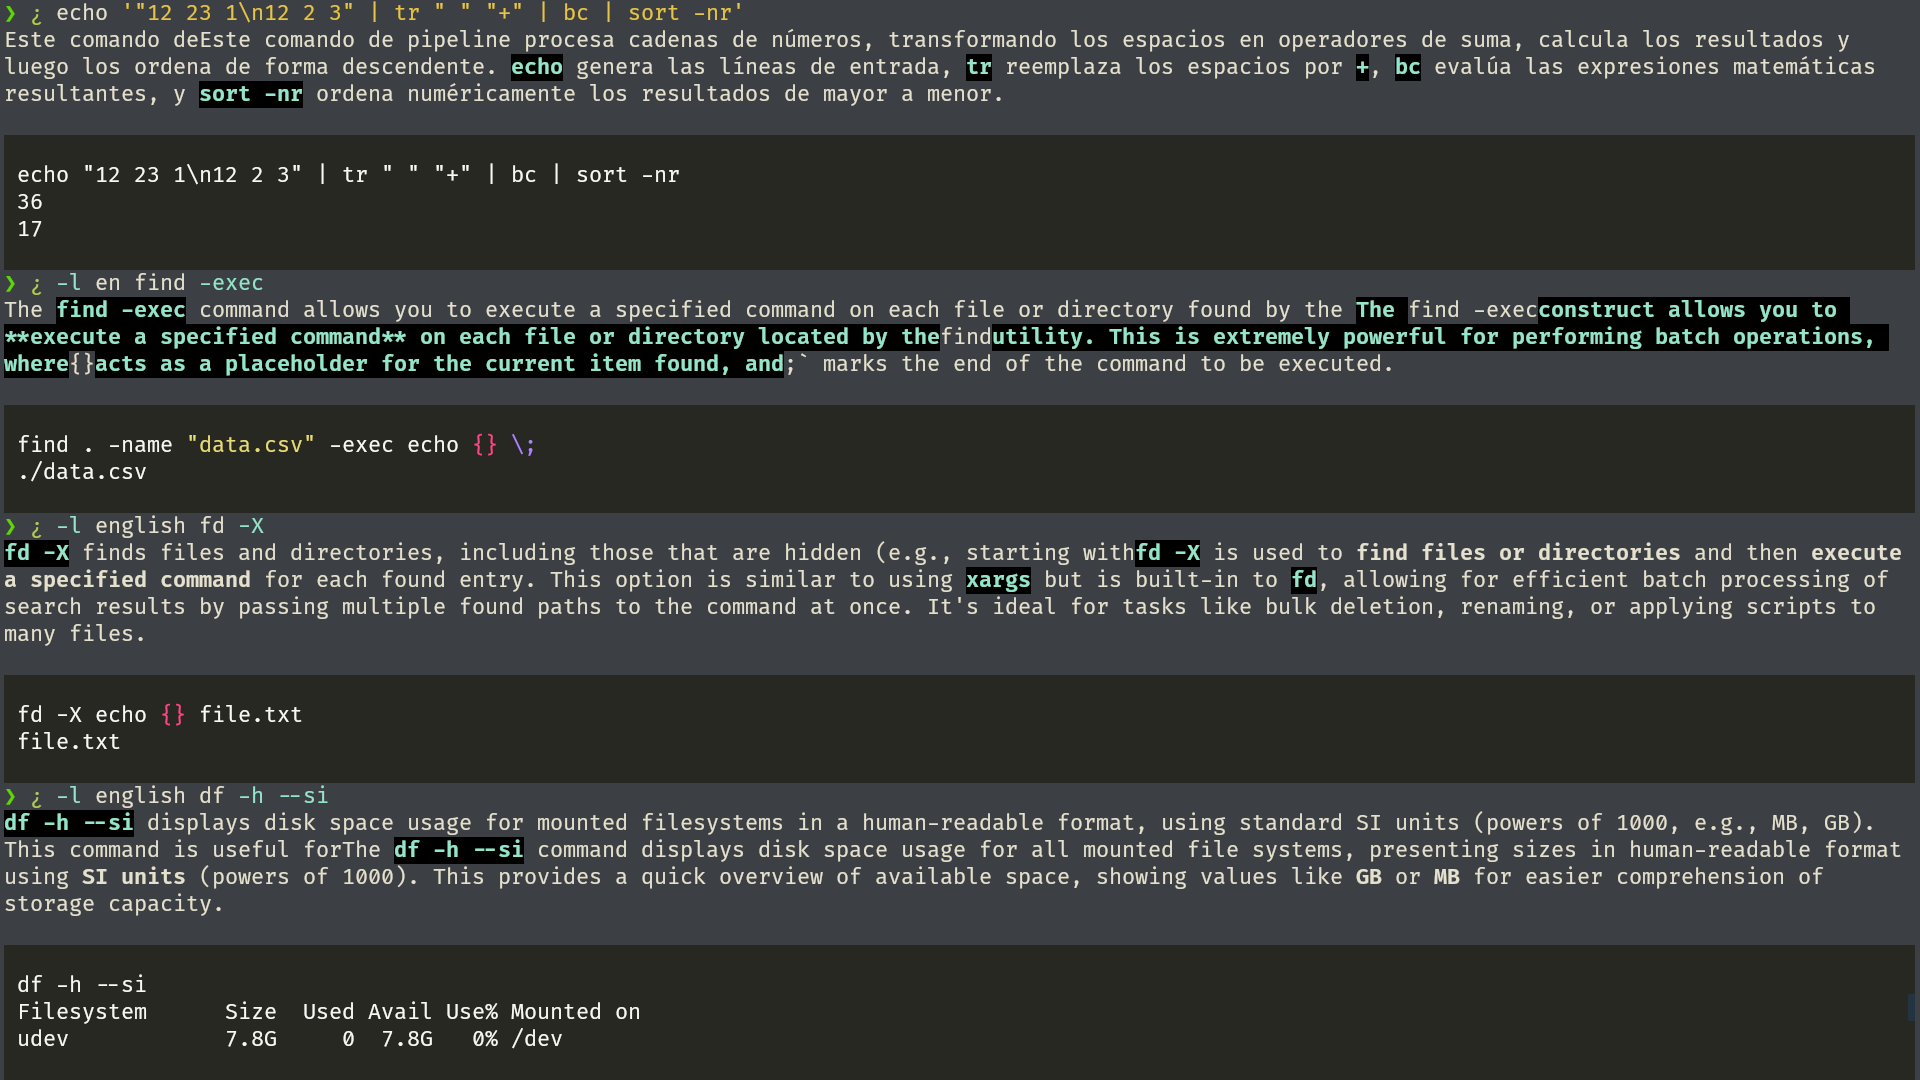 ❯ ¿ echo '"12 23 1\n12 2 3" | tr " " "+" | bc | sort -nr'
Este comando deEste comando de pipeline procesa cadenas de números, transformando los espacios en operadores de suma, calcula los resultados y
luego los ordena de forma descendente. echo genera las líneas de entrada, tr reemplaza los espacios por +, bc evalúa las expresiones matemáticas
resultantes, y sort -nr ordena numéricamente los resultados de mayor a menor.
echo "12 23 1\n12 2 3" | tr " " "+" | bc | sort -nr
36
17
❯ ¿ -l en find -exec
The find -exec command allows you to execute a specified command on each file or directory found by the The find -execconstruct allows you to
**execute a specified command** on each file or directory located by thefindutility. This is extremely powerful for performing batch operations,
where{}acts as a placeholder for the current item found, and;` marks the end of the command to be executed.
find . -name "data.csv" -exec echo {} \;
./data.csv
❯ ¿ -l english fd -X
fd -X finds files and directories, including those that are hidden (e.g., starting withfd -X is used to find files or directories and then execute
a specified command for each found entry. This option is similar to using xargs but is built-in to fd, allowing for efficient batch processing of
search results by passing multiple found paths to the command at once. It's ideal for tasks like bulk deletion, renaming, or applying scripts to
many files.
fd -X echo {} file.txt
file.txt
❯ ¿ -l english df -h --si
df -h --si displays disk space usage for mounted filesystems in a human-readable format, using standard SI units (powers of 1000, e.g., MB, GB).
This command is useful forThe df -h --si command displays disk space usage for all mounted file systems, presenting sizes in human-readable format
using SI units (powers of 1000). This provides a quick overview of available space, showing values like GB or MB for easier comprehension of
storage capacity.
df -h --si
Filesystem      Size  Used Avail Use% Mounted on
udev            7.8G     0  7.8G   0% /dev